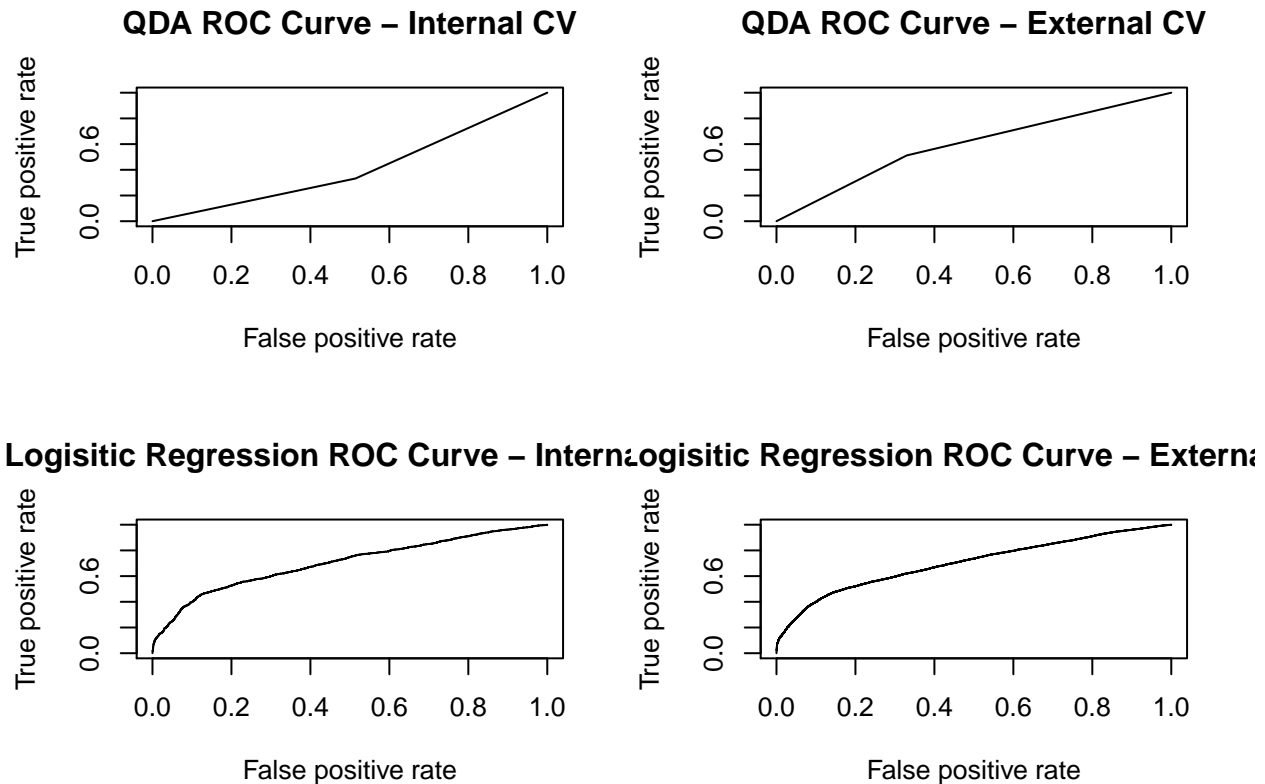 QDA ROC Curve – Internal CV
True positive rate
0.0
0.6
0.0 0.2 0.4 0.6 0.8 1.0
False positive rate
QDA ROC Curve – External CV
True positive rate
0.0
0.6
0.0 0.2 0.4 0.6 0.8 1.0
False positive rate
Logisitic Regression ROC Curve – Intern
True positive rate
0.0
0.6
0.0 0.2 0.4 0.6 0.8 1.0
False positive rate
ogisitic Regression ROC Curve – Extern
True positive rate
0.0
0.6
0.0 0.2 0.4 0.6 0.8 1.0
False positive rate